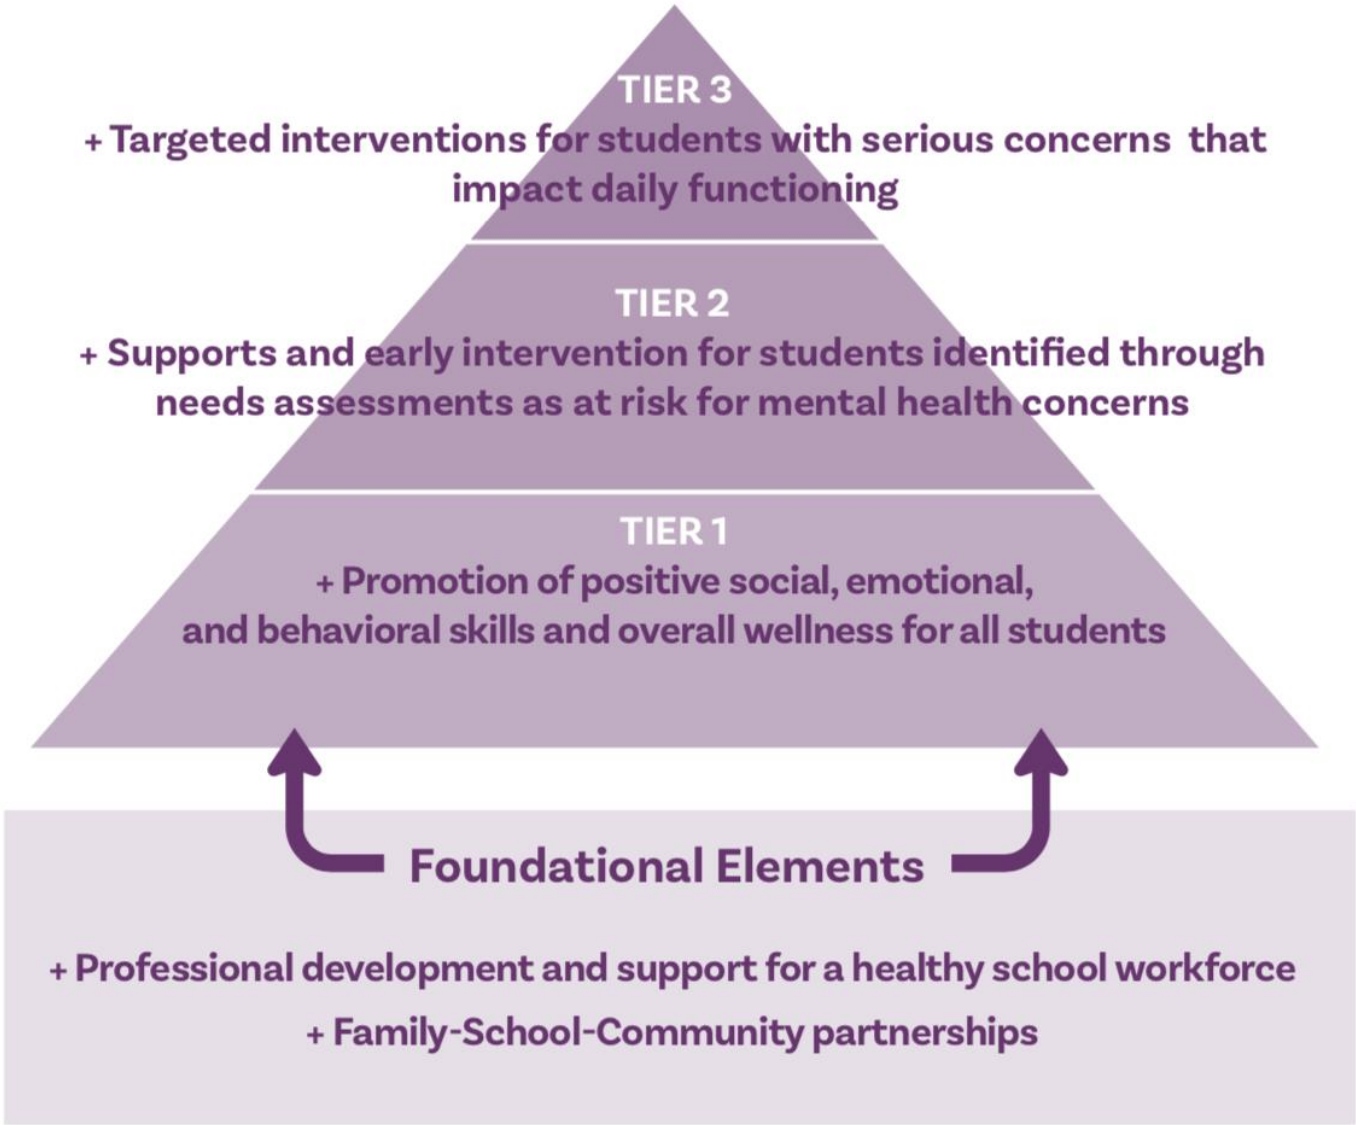 TIER 3
+ Targeted interventions for students with serious concerns that
impact daily functioning
TIER 2
+ Supports and early intervention for students identified through
needs assessments as at risk for mental health concerns
TIER 1
+ Promotion of positive social, emotional,
and behavioral skills and overall wellness for all students
Foundational Elements
+ Professional development and support for a healthy school workforce
+ Family-School-Community partnerships